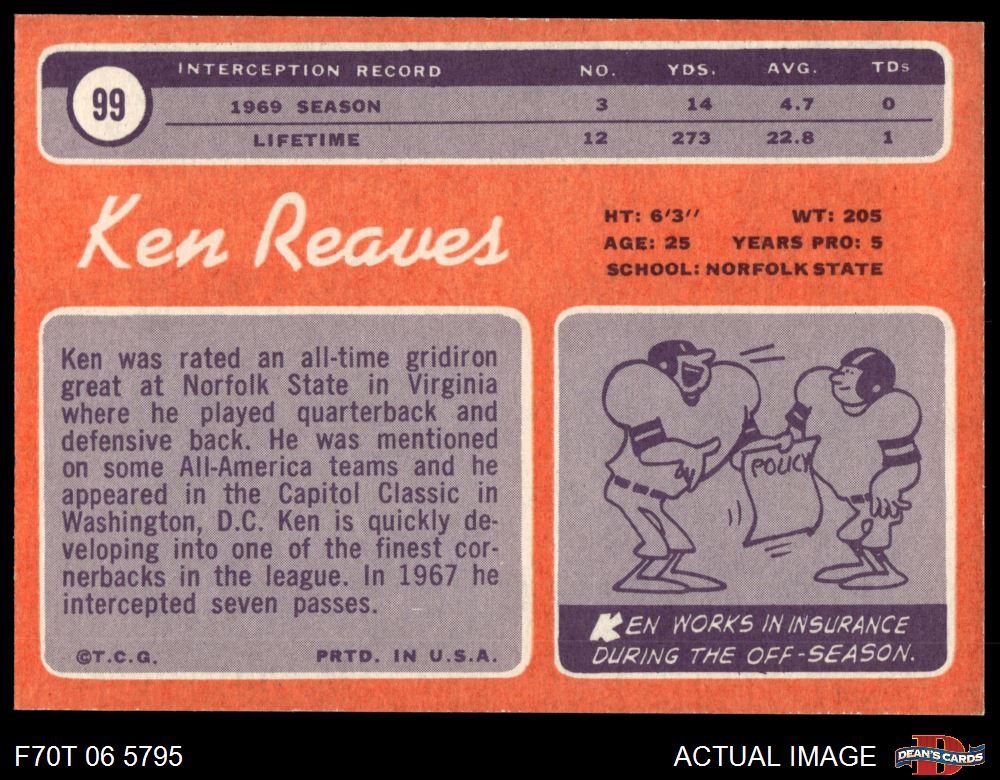 99
INTERCEPTION RECORD NO. YDS. AVG. TDs
1969 SEASON 3 14 4.7 0
LIFETIME 12 273 22.8 1
Ken Reaves
HT: 6'3" WT: 205
AGE: 25 YEARS PRO: 5
SCHOOL: NORFOLK STATE
Ken was rated an all-time gridiron
great at Norfolk State in Virginia
where he played quarterback and
defensive back. He was mentioned
on some All-America teams and he
appeared in the Capitol Classic in
Washington, D.C. Ken is quickly de-
veloping into one of the finest cor-
nerbacks in the league. In 1967 he
intercepted seven passes.
©T.C.G. PRTD. IN U.S.A.
POLICY
KEN WORKS IN INSURANCE
DURING THE OFF-SEASON.
F70T 06 5795
ACTUAL IMAGE
DEAN'S CARDS